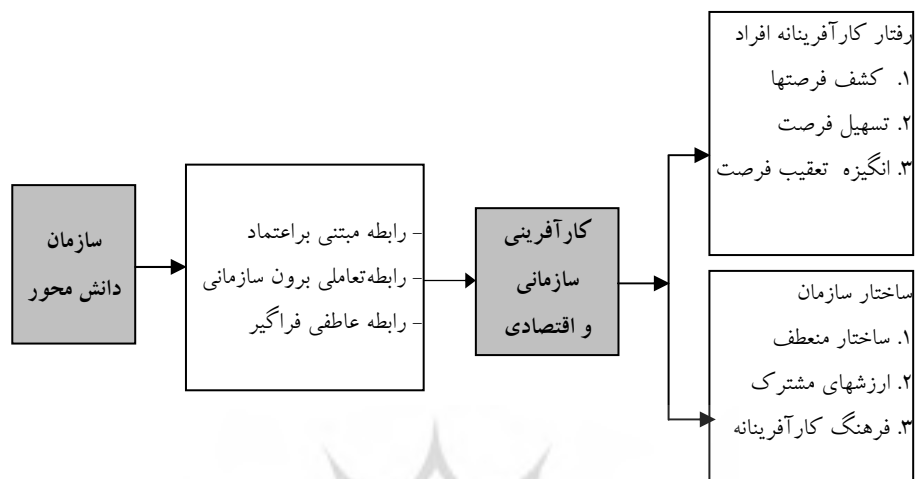 سازمان
دانش محور
- رابطه مبتنی براعتماد
- رابطه‌تعاملی برون سازمانی
- رابطه عاطفی فراگیر
کارآفرینی
سازمانی
و اقتصادی
رفتار کارآفرینانه افراد
۱. کشف فرصتها
۲. تسهیل فرصت
۳. انگیزه تعقیب فرصت
ساختار سازمان
۱. ساختار منعطف
۲. ارزشهای مشترک
۳. فرهنگ کارآفرینانه